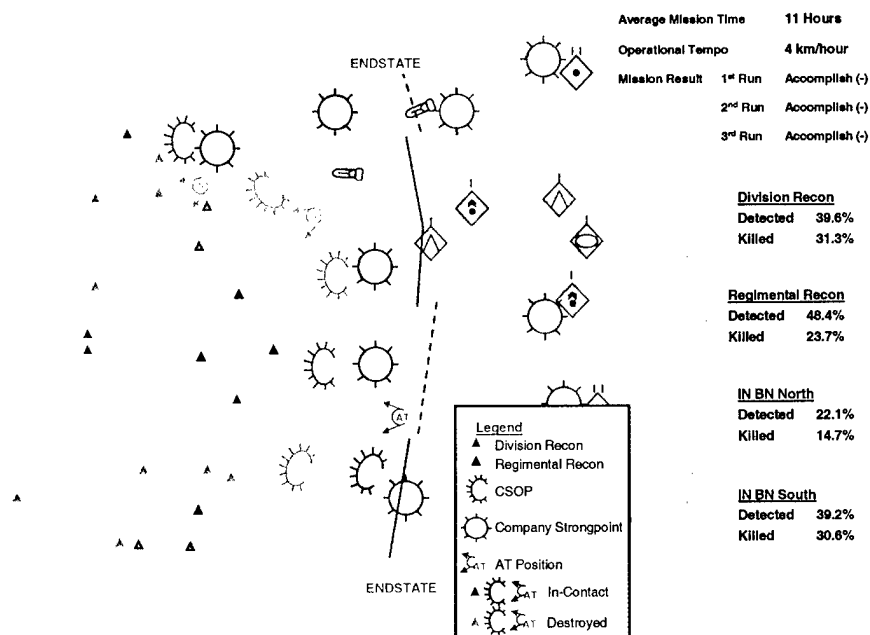 Average Mission Time 11 Hours
Operational Tempo 4 km/hour
Mission Result 1st Run Accomplish (-)
2nd Run Accomplish (-)
3rd Run Accomplish (-)
ENDSTATE
Division Recon
Detected 39.6%
Killed 31.3%
Regimental Recon
Detected 48.4%
Killed 23.7%
IN BN North
Detected 22.1%
Killed 14.7%
IN BN South
Detected 39.2%
Killed 30.6%
AT
Legend
Division Recon
Regimental Recon
CSOP
Company Strongpoint
AT AT Position
AT In-Contact
AT Destroyed
ENDSTATE